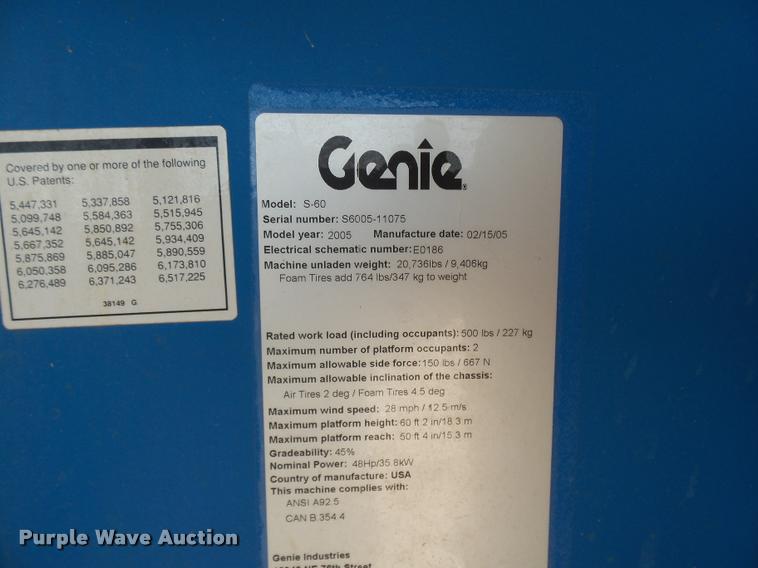 Covered by one or more of the following
U.S. Patents:
5,447,331 5,337,858 5,121,816
5,099,748 5,584,363 5,515,945
5,645,142 5,850,892 5,755,306
5,667,352 5,645,142 5,934,409
5,875,869 5,885,047 5,890,559
6,050,358 6,095,286 6,173,810
6,276,489 6,371,243 6,517,225
38149 G
Genie
Model: S-60
Serial number: S6005-11075
Model year: 2005 Manufacture date: 02/15/05
Electrical schematic number: E0186
Machine unladen weight: 20,736lbs / 9,406kg
Foam Tires add 764 lbs/347 kg to weight
Rated work load (including occupants): 500 lbs / 227 kg
Maximum number of platform occupants: 2
Maximum allowable side force: 150 lbs / 667 N
Maximum allowable inclination of the chassis:
Air Tires 2 deg / Foam Tires 4.5 deg
Maximum wind speed: 28 mph / 12.5 m/s
Maximum platform height: 60 ft 2 in/18.3 m
Maximum platform reach: 50 ft 4 in/15.3 m
Gradeability: 45%
Nominal Power: 48Hp/35.8kW
Country of manufacture: USA
This machine complies with:
ANSI A92.5
CAN B.354.4
Genie Industries
NE 76th Street
Purple Wave Auction